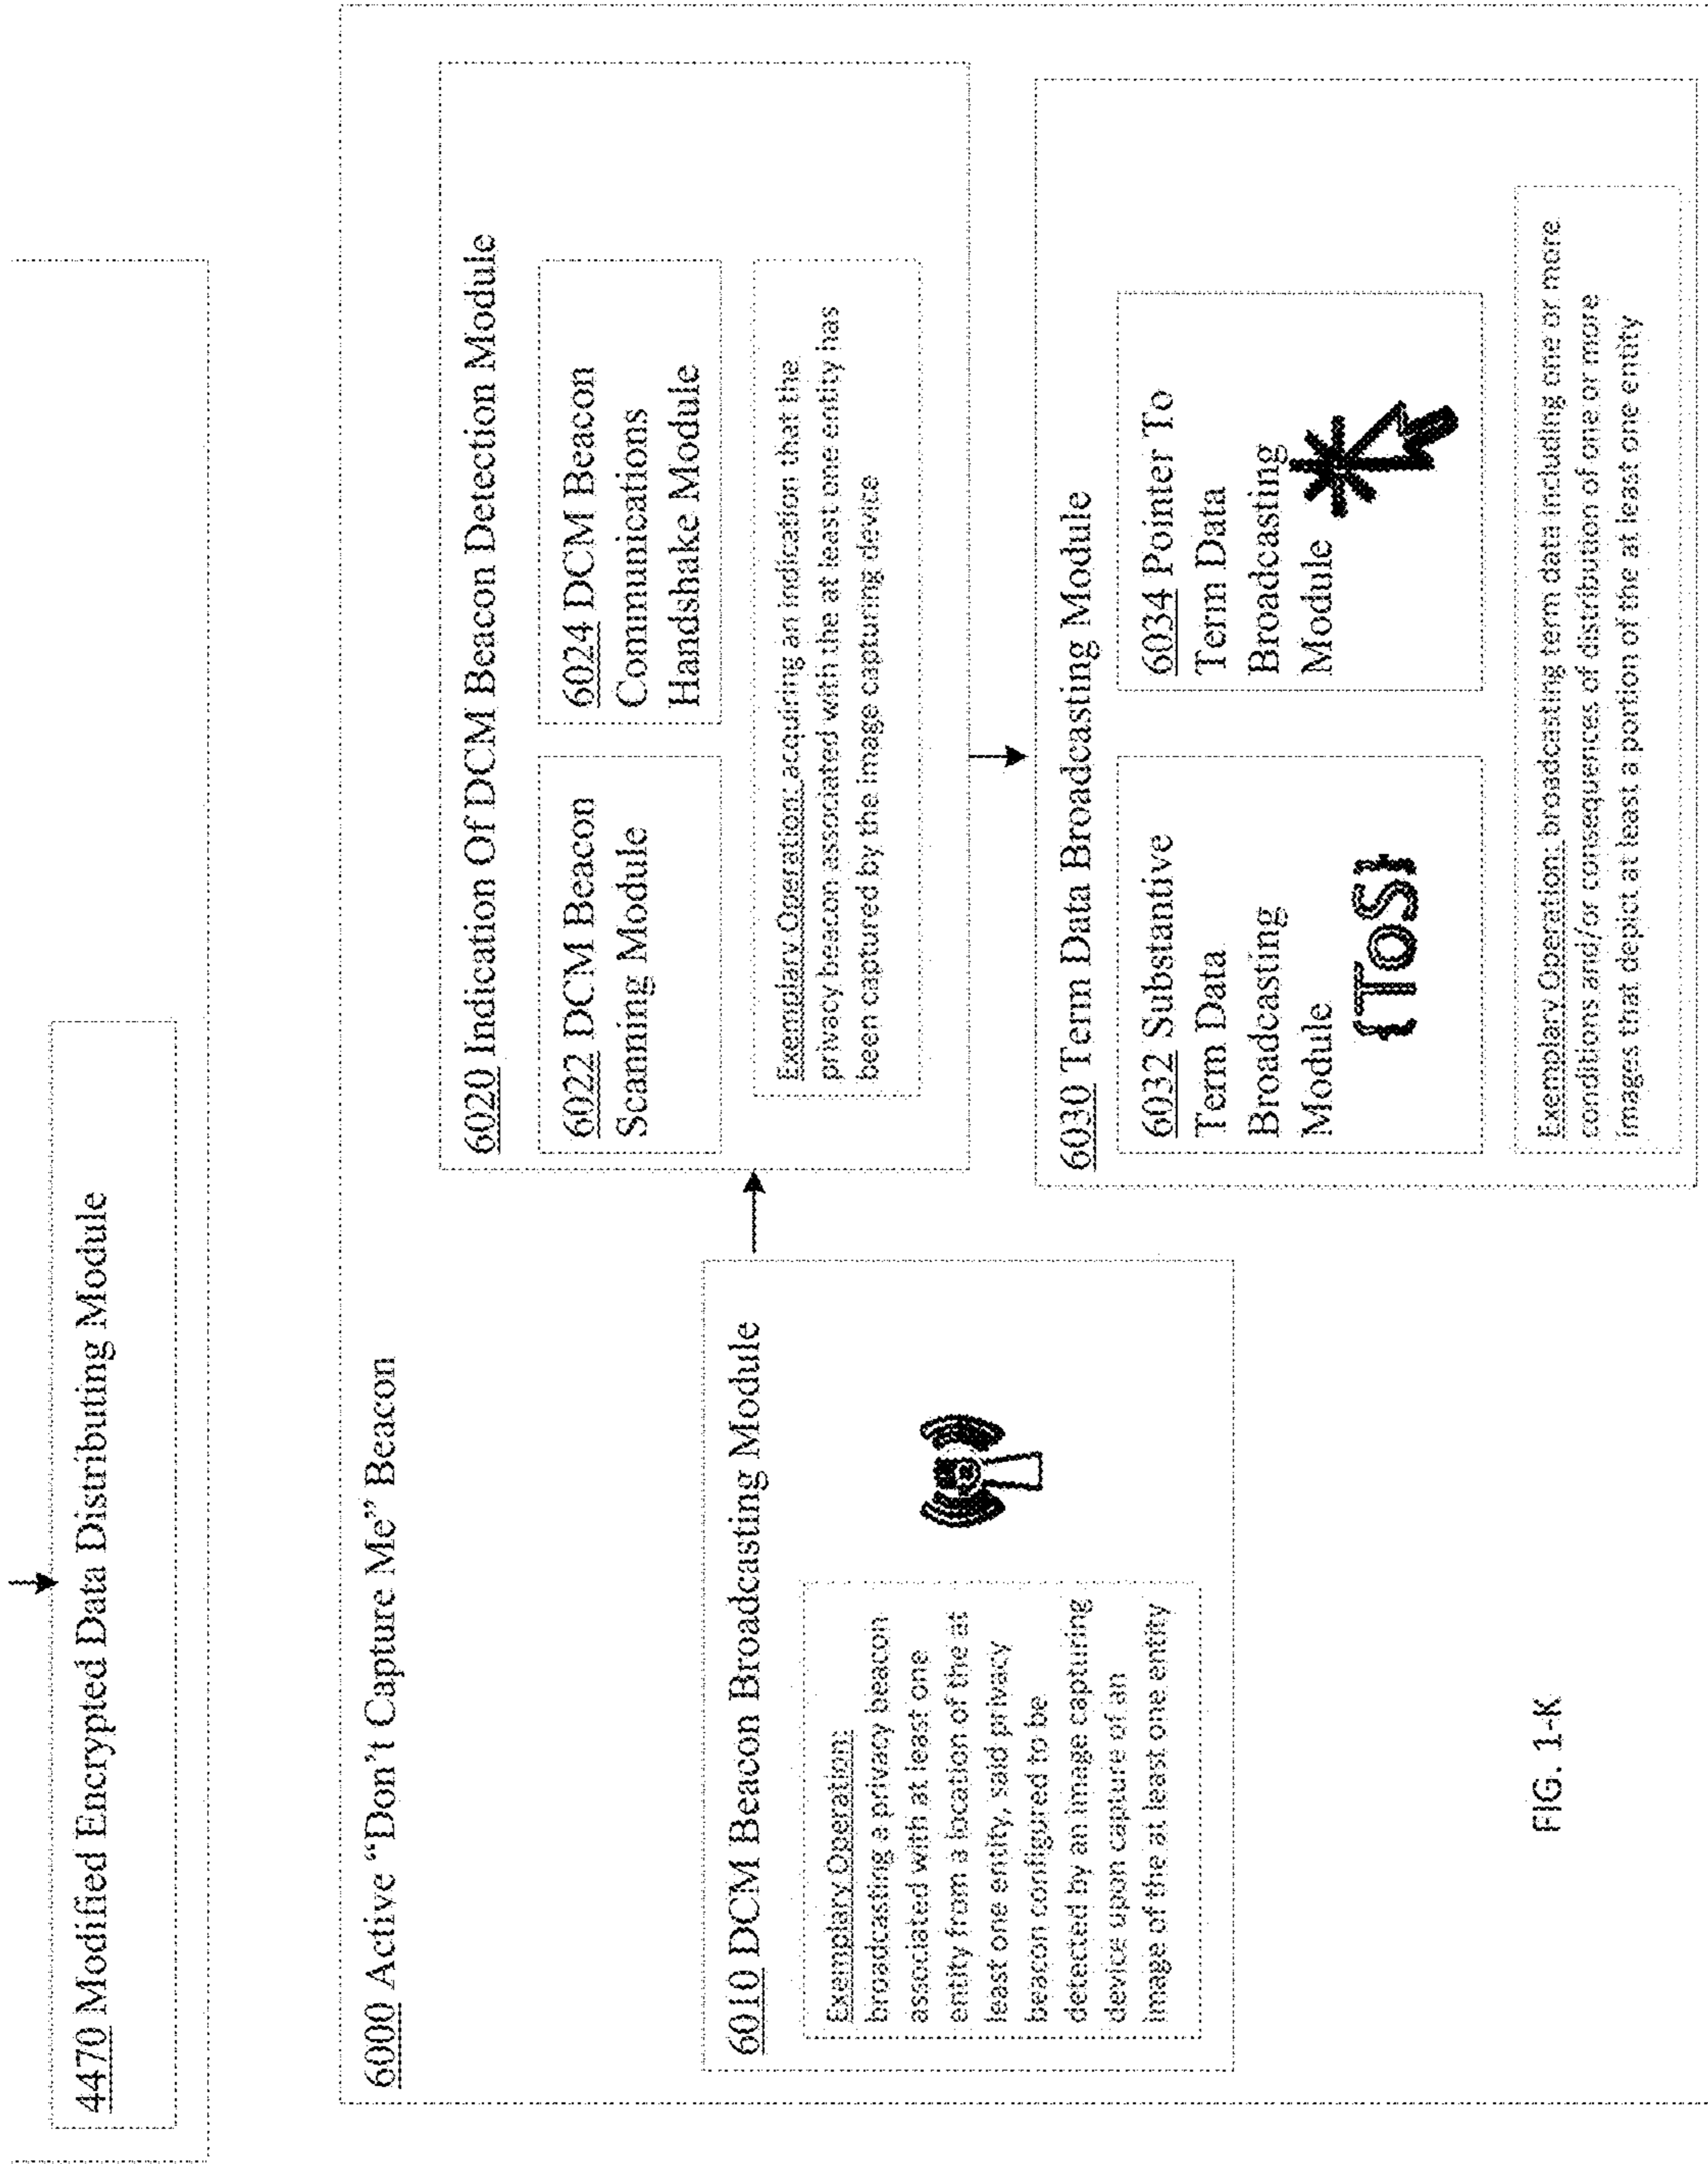 4470 Modified Encrypted Data Distributing Module
6000 Active “Don’t Capture Me” Beacon
6010 DCM Beacon Broadcasting Module
Exemplary Operation:
broadcasting a privacy beacon
associated with at least one
entity from a location of the at
least one entity, said privacy
beacon configured to be
detected by an image capturing
device upon capture of an
image of the at least one entity
6020 Indication Of DCM Beacon Detection Module
6022 DCM Beacon
Scanning Module
6024 DCM Beacon
Communications
Handshake Module
Exemplary Operation: acquiring an indication that the
privacy beacon associated with the at least one entity has
been captured by the image capturing device
6030 Term Data Broadcasting Module
6032 Substantive
Term Data
Broadcasting
Module
{ToS}
6034 Pointer To
Term Data
Broadcasting
Module
Exemplary Operation: broadcasting term data including one or more
conditions and/or consequences of distribution of one or more
images that depict at least a portion of the at least one entity
FIG. 1-K